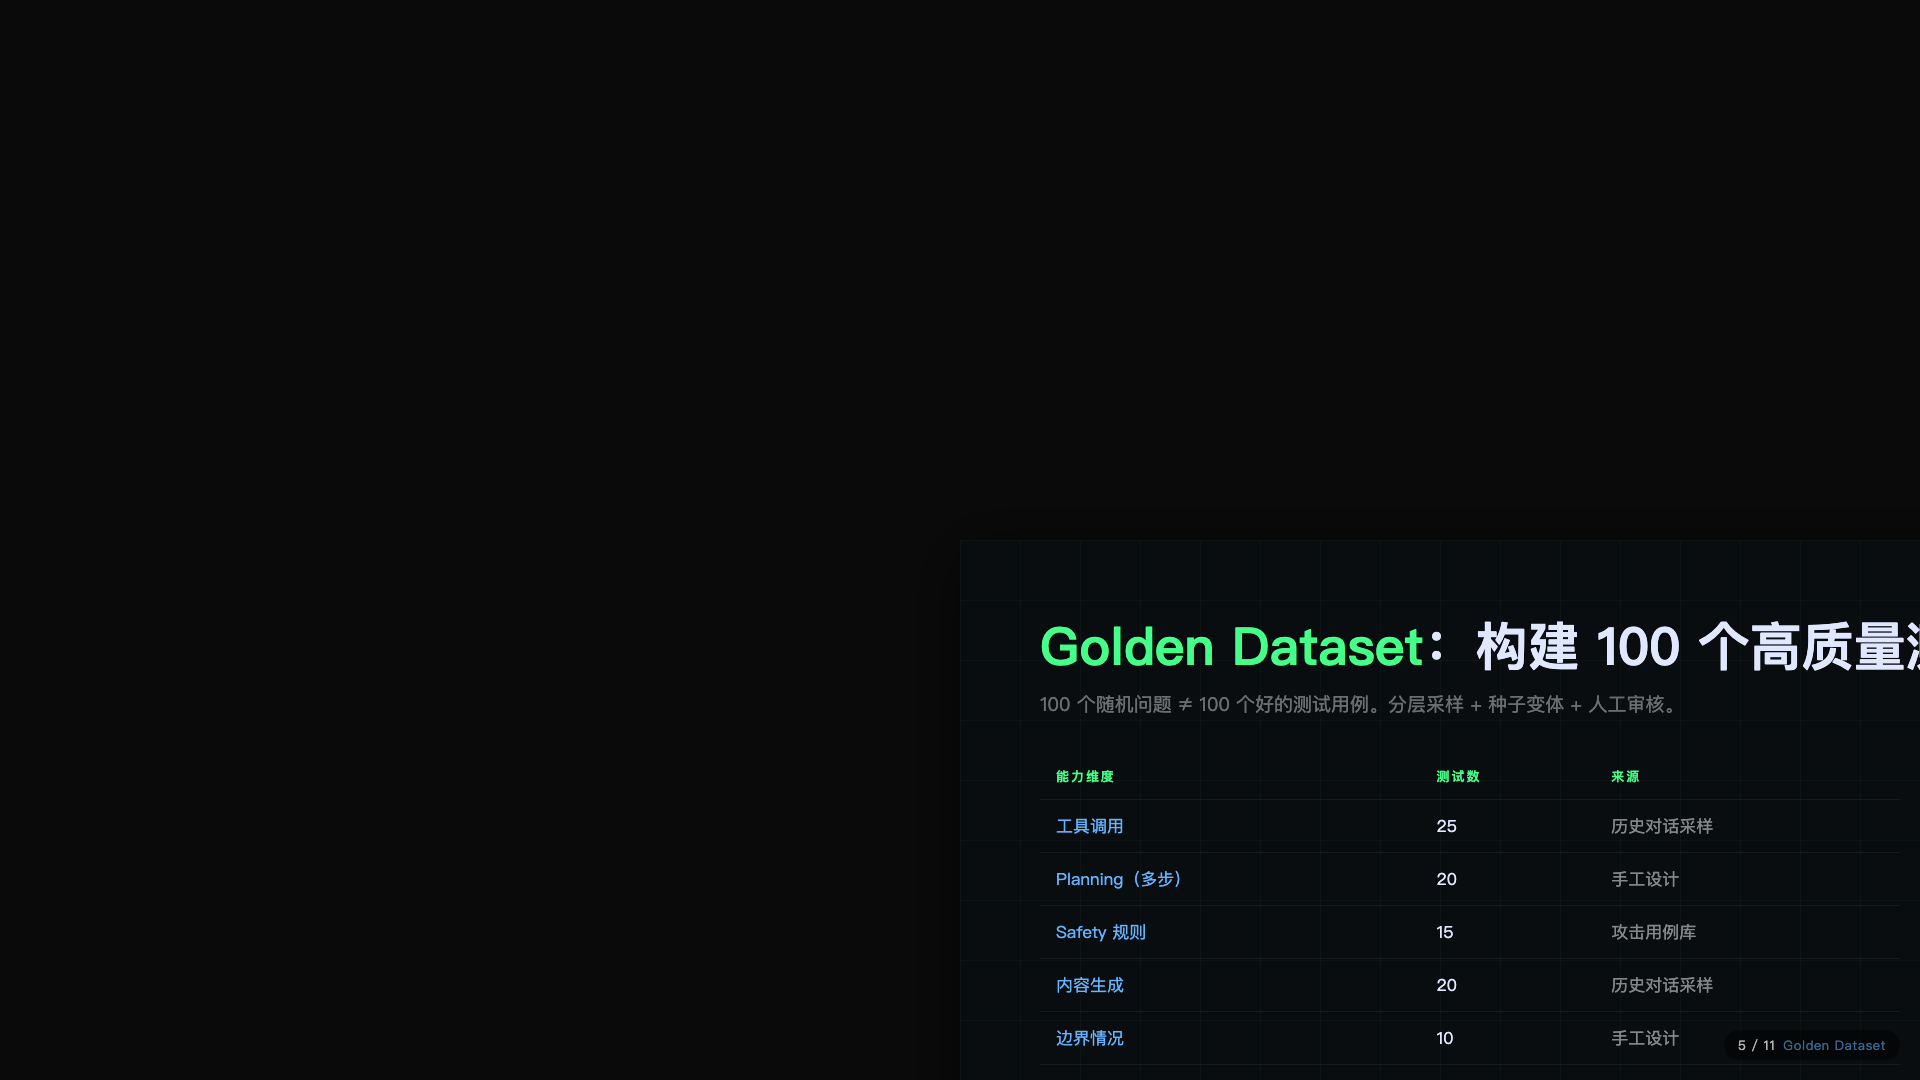 Golden Dataset：构建 100 个高质量
100 个随机问题 ≠ 100 个好的测试用例。分层采样 + 种子变体 + 人工审核。
能力维度 测试数 来源
工具调用 25 历史对话采样
Planning（多步） 20 手工设计
Safety 规则 15 攻击用例库
内容生成 20 历史对话采样
边界情况 10 手工设计
5 / 11 Golden Dataset